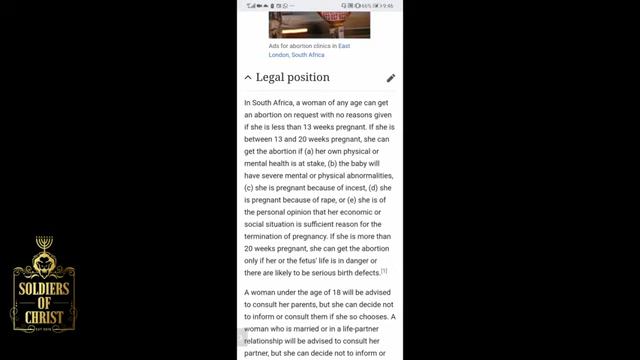 66% 9:46
Ads for abortion clinics in East
London, South Africa
Legal position
In South Africa, a woman of any age can get
an abortion on request with no reasons given
if she is less than 13 weeks pregnant. If she is
between 13 and 20 weeks pregnant, she can
get the abortion if (a) her own physical or
mental health is at stake, (b) the baby will
have severe mental or physical abnormalities,
(c) she is pregnant because of incest, (d) she
is pregnant because of rape, or (e) she is of
the personal opinion that her economic or
social situation is sufficient reason for the
termination of pregnancy. If she is more than
20 weeks pregnant, she can get the abortion
only if her or the fetus' life is in danger or
there are likely to be serious birth defects.[1]
A woman under the age of 18 will be advised
to consult her parents, but she can decide not
to inform or consult them if she so chooses. A
woman who is married or in a life-partner
relationship will be advised to consult her
partner, but she can decide not to inform or
SOLDIERS
OF
CHRIST